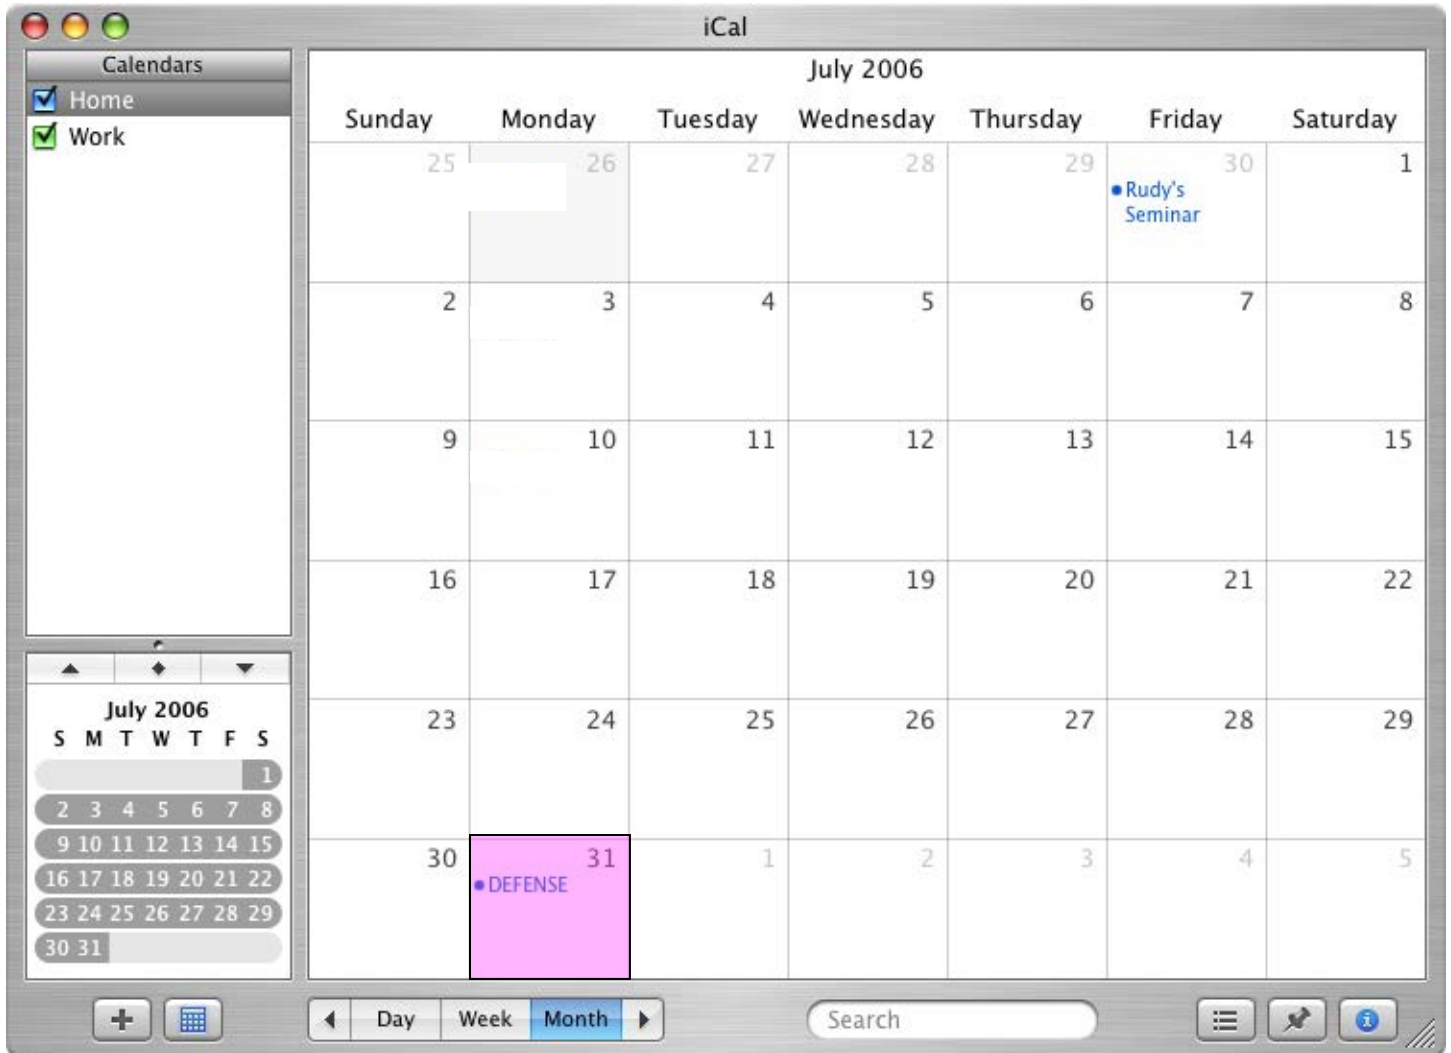 iCal
Calendars
Home
Work
July 2006
Sunday Monday Tuesday Wednesday Thursday Friday Saturday
25 26 27 28 29 30 1
Rudy's
Seminar
2 3 4 5 6 7 8
9 10 11 12 13 14 15
16 17 18 19 20 21 22
23 24 25 26 27 28 29
30 31 1 2 3 4 5
DEFENSE
July 2006
S M T W T F S
1
2 3 4 5 6 7 8
9 10 11 12 13 14 15
16 17 18 19 20 21 22
23 24 25 26 27 28 29
30 31
Day Week Month
Search